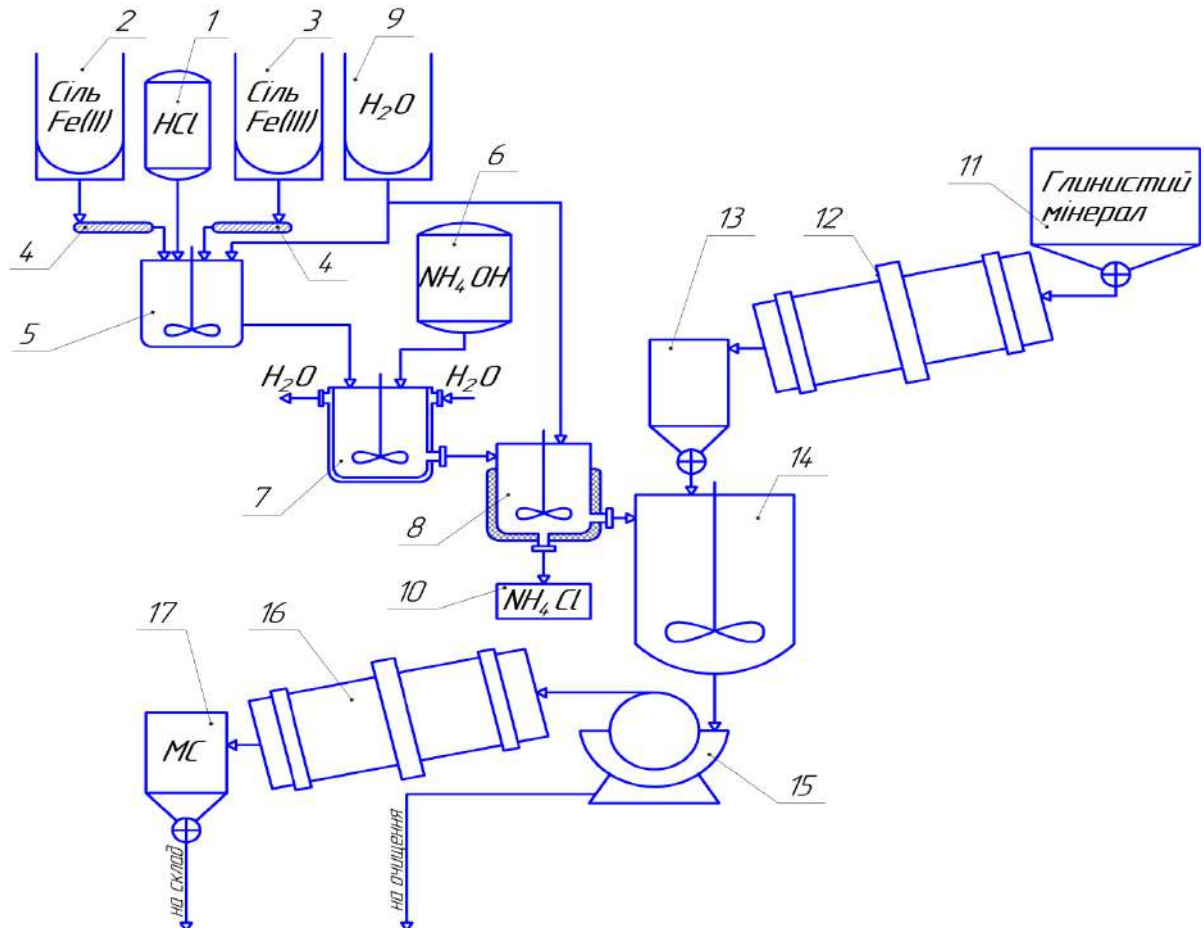 2
1
3
9
Сіль
Fe(II)
HCl
Сіль
Fe(III)
H₂O
6
11
Глинистий
мінерал
13
12
4
4
NH₄OH
5
H₂O
H₂O
14
7
8
10
NH₄Cl
17
16
МС
15
на склад
на очищення